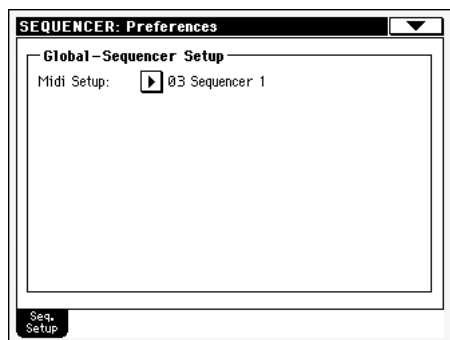 SEQUENCER: Preferences
Global-Sequencer Setup
Midi Setup: 03 Sequencer 1
Seq.
Setup